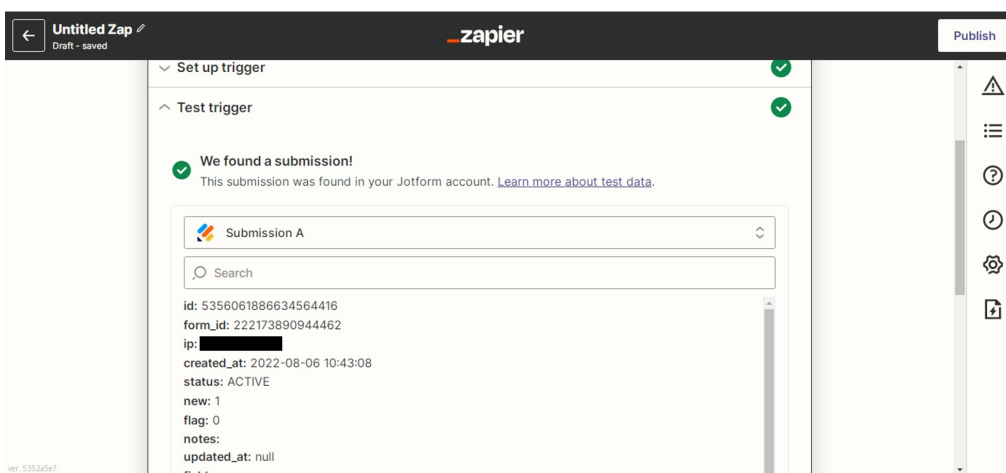 Untitled Zap
Draft - saved
_zapier
Publish
Set up trigger
Test trigger
We found a submission!
This submission was found in your Jotform account. Learn more about test data.
Submission A
Search
id: 5356061886634564416
form_id: 222173890944462
ip:
created_at: 2022-08-06 10:43:08
status: ACTIVE
new: 1
flag: 0
notes:
updated_at: null
ver. 5352a5e7